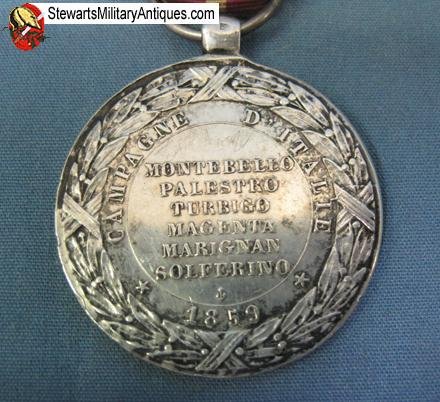 StewartsMilitaryAntiques.com
CAMPAGNE D'ITALIE
MONTEBELLO
PALESTRO
TURBIGO
MAGENTA
MARIGNAN
SOLFERINO
1859